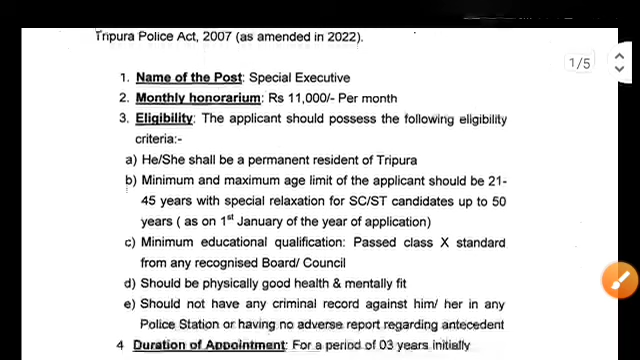 Tripura Police Act, 2007 (as amended in 2022).
1/5
1. Name of the Post: Special Executive
2. Monthly honorarium: Rs 11,000/- Per month
3. Eligibility: The applicant should possess the following eligibility
criteria:-
a) He/She shall be a permanent resident of Tripura
b) Minimum and maximum age limit of the applicant should be 21-
45 years with special relaxation for SC/ST candidates up to 50
years ( as on 1st January of the year of application)
c) Minimum educational qualification: Passed class X standard
from any recognised Board/ Council
d) Should be physically good health & mentally fit
e) Should not have any criminal record against him/ her in any
Police Station or having no adverse report regarding antecedent
4 Duration of Appointment: For a period of 03 years initially